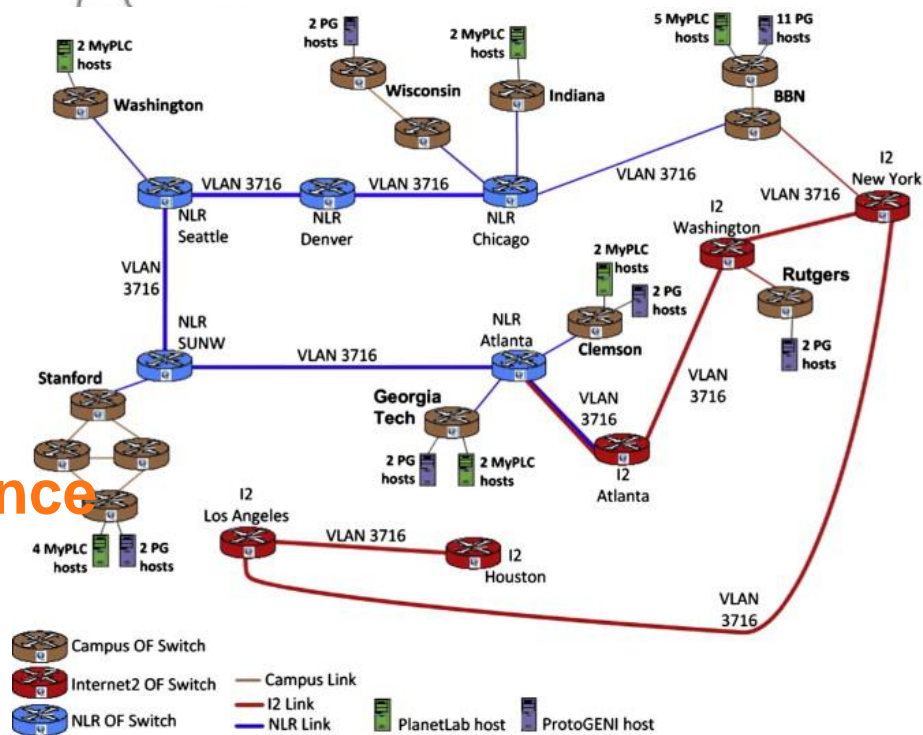 2 MyPLC
hosts
Washington
2 PG
hosts
Wisconsin
2 MyPLC
hosts
Indiana
5 MyPLC
hosts
11 PG
hosts
BBN
VLAN 3716
VLAN 3716
VLAN 3716
VLAN 3716
NLR
Seattle
NLR
Denver
NLR
Chicago
I2
New York
I2
Washington
VLAN
3716
2 MyPLC
hosts
2 PG
hosts
Clemson
Rutgers
2 PG
hosts
NLR
SUNW
VLAN 3716
NLR
Atlanta
Stanford
Georgia
Tech
VLAN
3716
VLAN
3716
2 PG
hosts
2 MyPLC
hosts
I2
Atlanta
nce
4 MyPLC
hosts
2 PG
hosts
I2
Los Angeles
VLAN 3716
I2
Houston
VLAN
3716
Campus OF Switch
Internet2 OF Switch
NLR OF Switch
Campus Link
I2 Link
NLR Link
PlanetLab host
ProtoGENI host